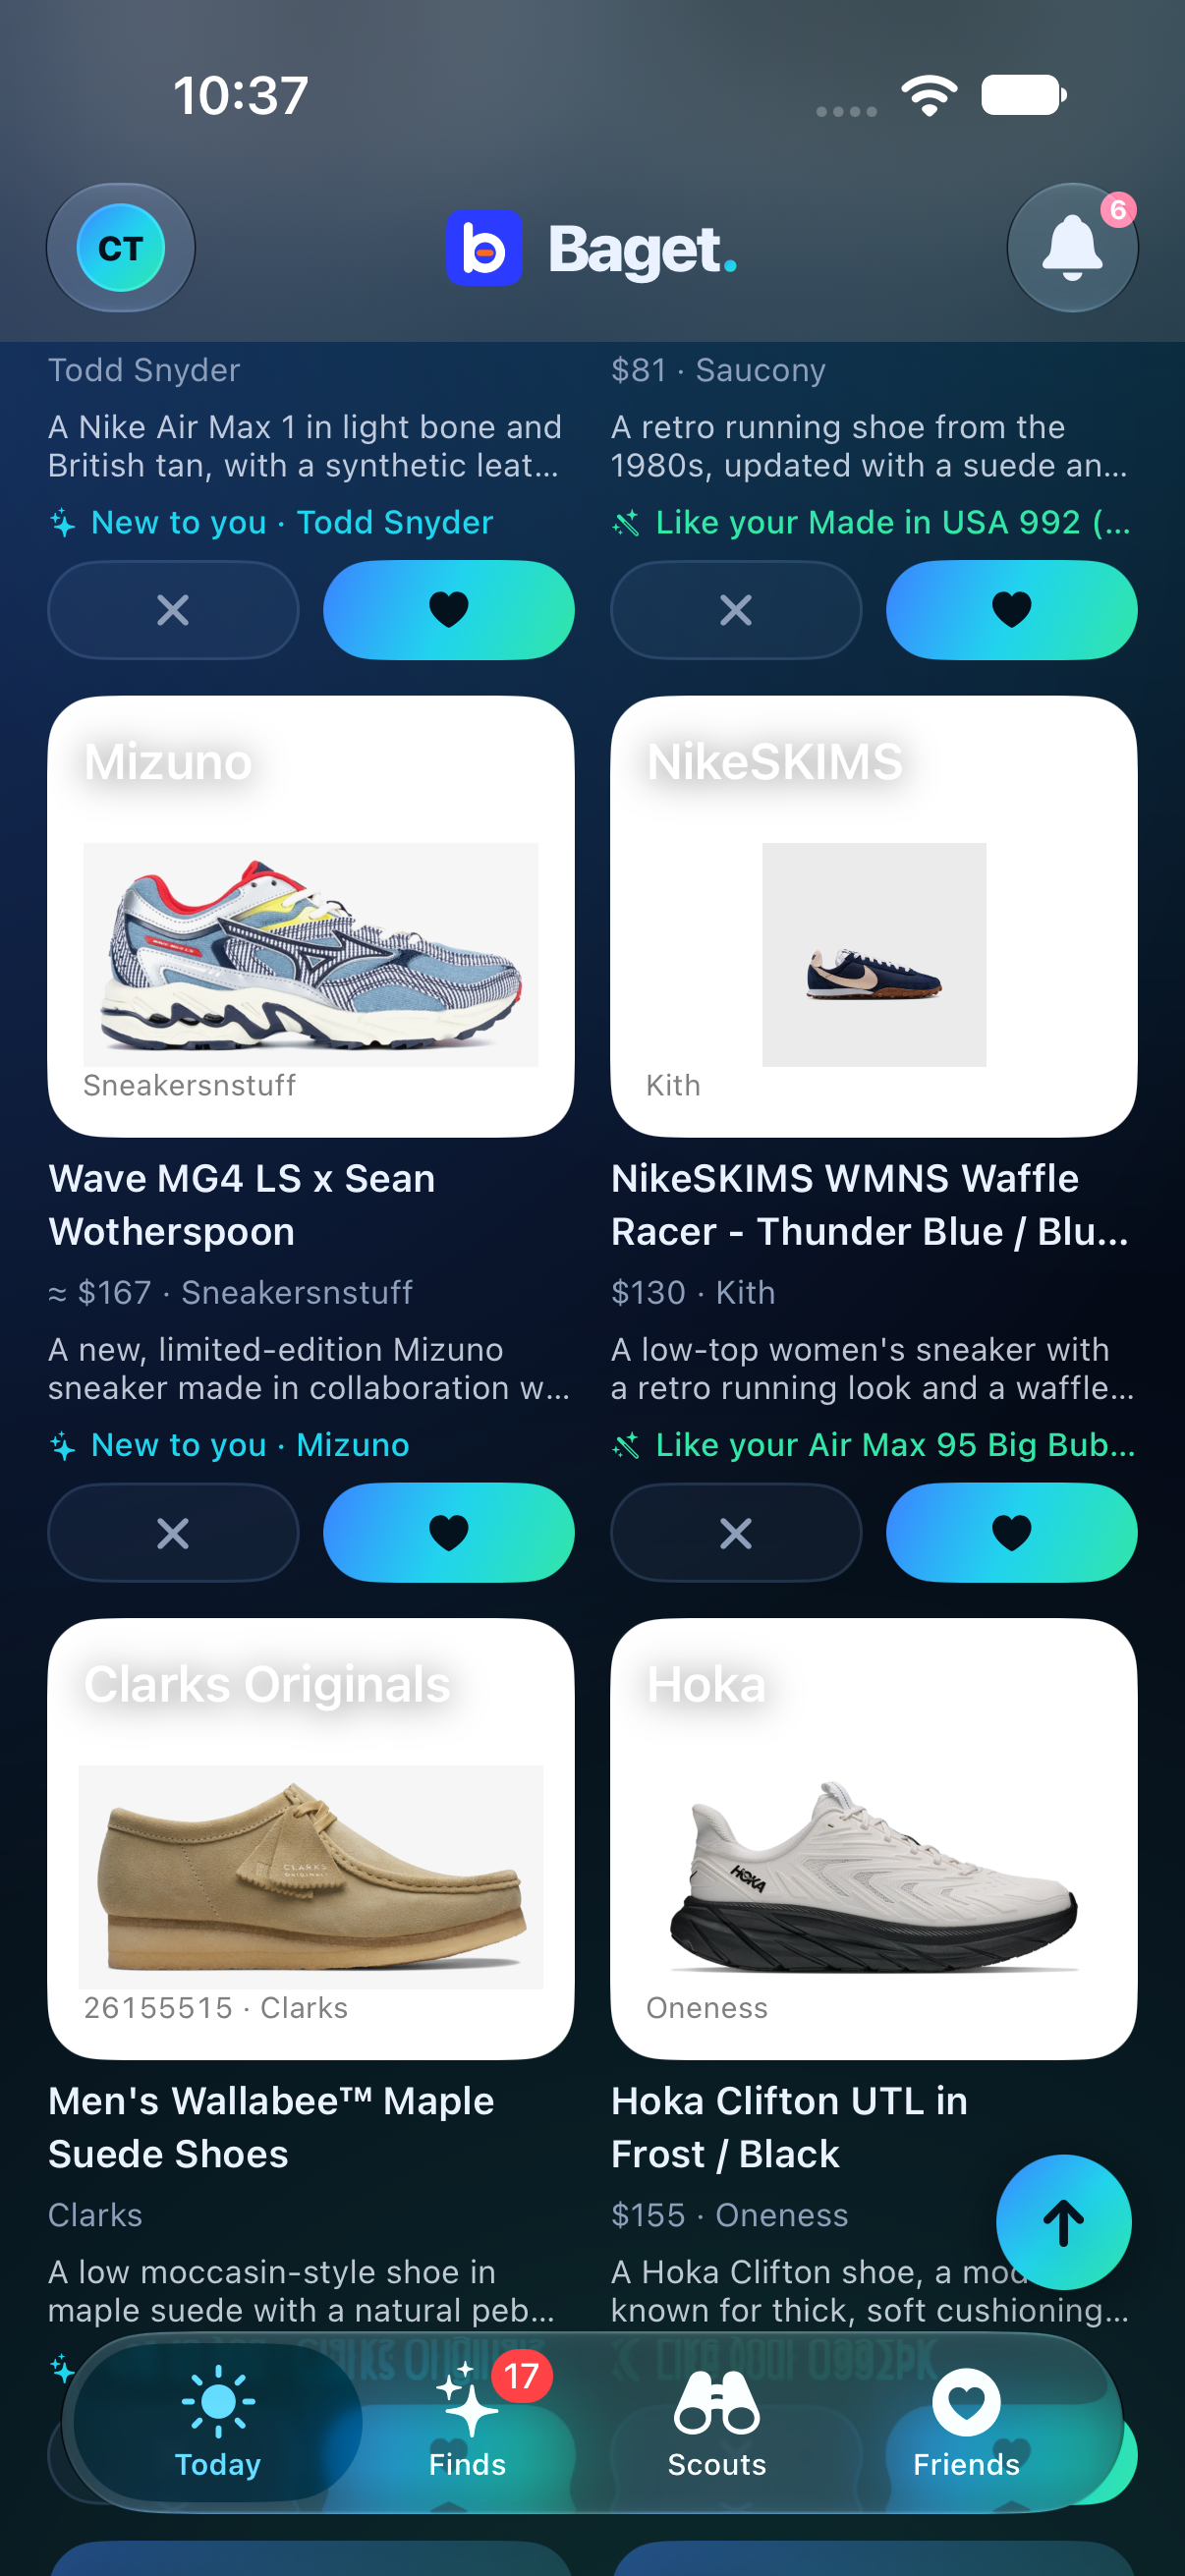 10:37
CT
Baget.
6
Todd Snyder
A Nike Air Max 1 in light bone and
British tan, with a synthetic leat...
New to you · Todd Snyder
$81 · Saucony
A retro running shoe from the
1980s, updated with a suede an...
Like your Made in USA 992 (...
Mizuno
Sneakersnstuff
Wave MG4 LS x Sean
Wotherspoon
≈ $167 · Sneakersnstuff
A new, limited-edition Mizuno
sneaker made in collaboration w...
New to you · Mizuno
NikeSKIMS
Kith
NikeSKIMS WMNS Waffle
Racer - Thunder Blue / Blu...
$130 · Kith
A low-top women's sneaker with
a retro running look and a waffle...
Like your Air Max 95 Big Bub...
Clarks Originals
CLARKS
26155515 · Clarks
Men's Wallabee™ Maple
Suede Shoes
Clarks
A low moccasin-style shoe in
maple suede with a natural peb...
Hoka
HOKA
Oneness
Hoka Clifton UTL in
Frost / Black
$155 · Oneness
A Hoka Clifton shoe, a mod
known for thick, soft cushioning...
Today
17
Finds
Scouts
Friends